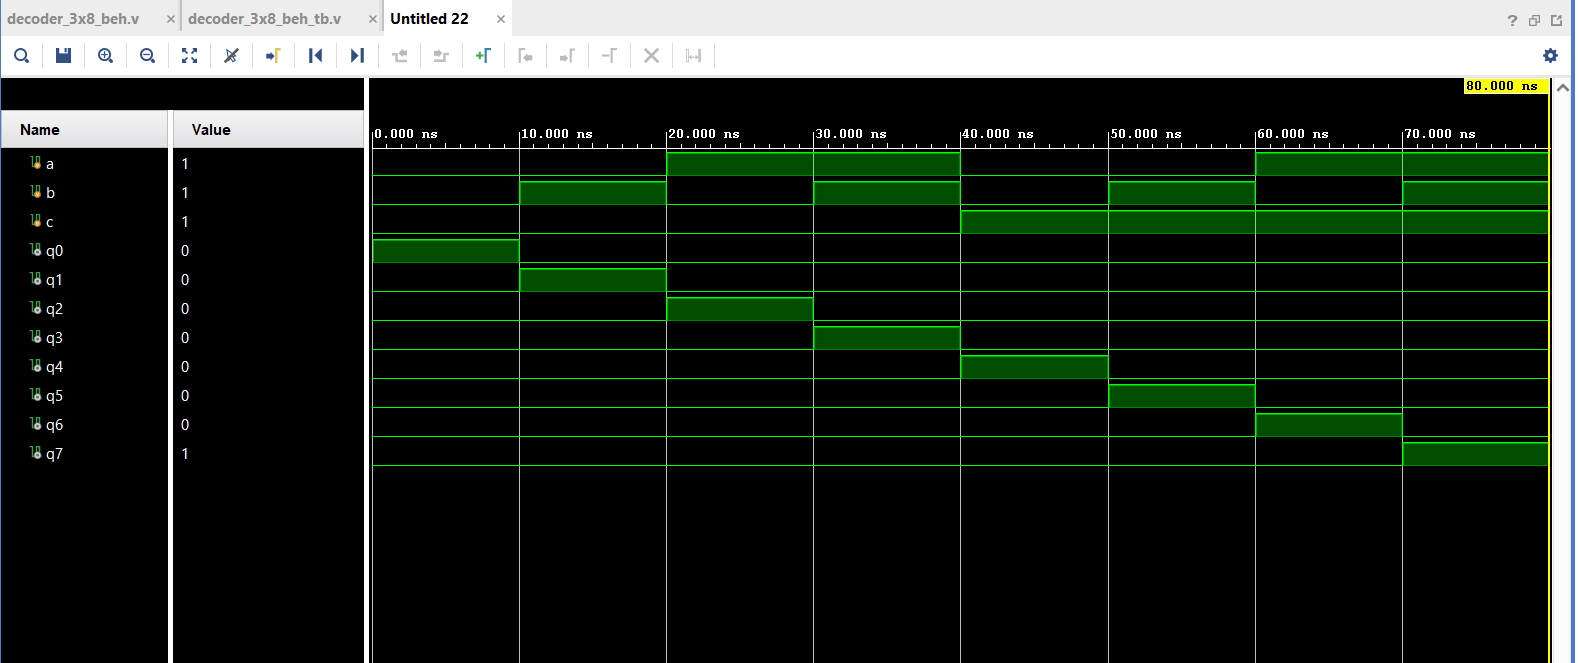 decoder_3x8_beh.v × decoder_3x8_beh_tb.v × Untitled 22 ×
?
80.000 ns
Name Value
0.000 ns 10.000 ns 20.000 ns 30.000 ns 40.000 ns 50.000 ns 60.000 ns 70.000 ns
a 1
b 1
c 1
q0 0
q1 0
q2 0
q3 0
q4 0
q5 0
q6 0
q7 1